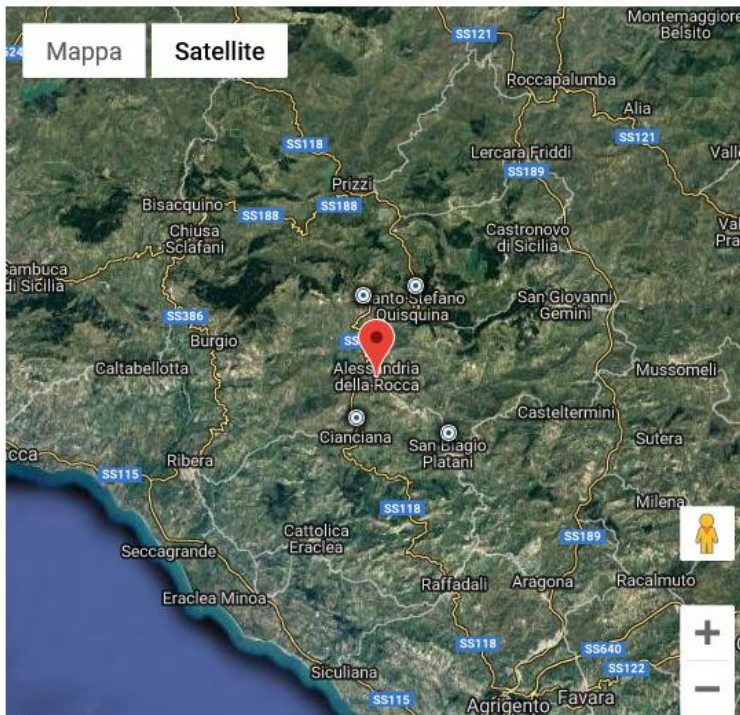 Montemaggiore
Belsito
SS121
Mappa
Satellite
Roccapalumba
Alia
SS121
SS118
Lercara Friddi
SS189
Prizzi
Bisacquino
SS188
SS188
Chiusa
Sclafani
Castronovo
di Sicilia
Sambuca
di Sicilia
anto Stefano
Quisquina
San Giovanni
Gemini
SS386
Burgio
Caltabellotta
Alessandria
della Rocca
Mussomeli
Casteltermini
Cianciana
San Biagio
Platani
Sutera
Ribera
SS115
SS118
Milena
Cattolica
Eraclea
SS189
Seccagrande
Raffadali
Aragona
Racalmuto
Eraclea Minoa
SS118
SS640
SS122
Siculiana
SS115
Agrigento
Favara
+
−